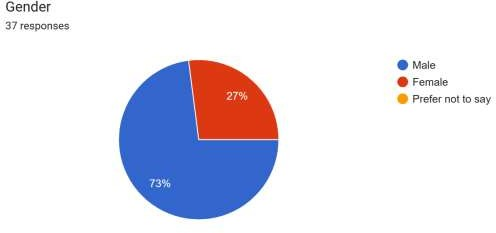 Gender
37 responses
Male
Female
Prefer not to say
27%
73%